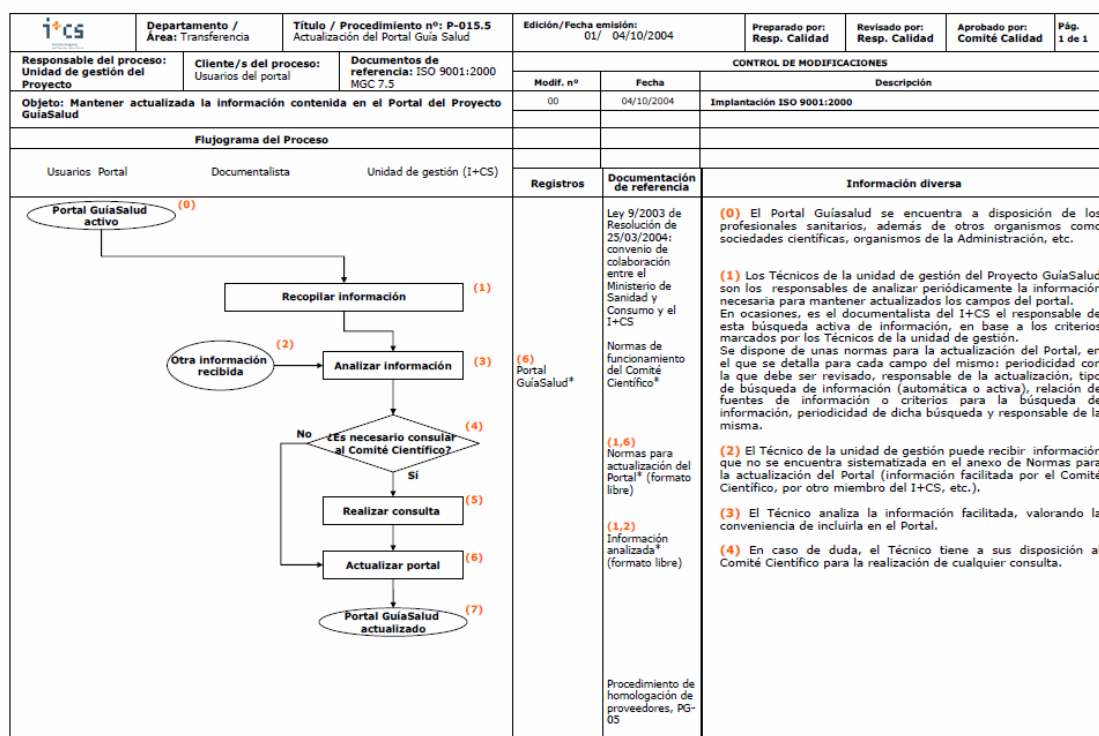 i+cs
Departamento /
Área: Transferencia
Título / Procedimiento nº: P-015.5
Actualización del Portal Guía Salud
Edición/Fecha emisión:
01/ 04/10/2004
Preparado por:
Resp. Calidad
Revisado por:
Resp. Calidad
Aprobado por:
Comité Calidad
Pág.
1 de 1
Responsable del proceso:
Unidad de gestión del
Proyecto
Cliente/s del proceso:
Usuarios del portal
Documentos de
referencia: ISO 9001:2000
MGC 7.5
CONTROL DE MODIFICACIONES
Modif. nº
Fecha
Descripción
Objeto: Mantener actualizada la información contenida en el Portal del Proyecto
GuíaSalud
00
04/10/2004
Implantación ISO 9001:2000
Flujograma del Proceso
Usuarios Portal
Documentalista
Unidad de gestión (I+CS)
Registros
Documentación
de referencia
Información diversa
Portal GuíaSalud
activo
(0)
Recopilar información
(1)
Otra información
recibida
(2)
Analizar información
(3)
¿Es necesario consular
al Comité Científico?
(4)
No
Sí
Realizar consulta
(5)
Actualizar portal
(6)
Portal GuíaSalud
actualizado
(7)
(6)
Portal
GuíaSalud*
Ley 9/2003 de
Resolución de
25/03/2004:
convenio de
colaboración
entre el
Ministerio de
Sanidad y
Consumo y el
I+CS
Normas de
funcionamiento
del Comité
Científico*
(1,6)
Normas para
actualización del
Portal* (formato
libre)
(1,2)
Información
analizada*
(formato libre)
Procedimiento de
homologación de
proveedores, PG-
05
(0) El Portal Guíasalud se encuentra a disposición de los
profesionales sanitarios, además de otros organismos como
sociedades científicas, organismos de la Administración, etc.
(1) Los Técnicos de la unidad de gestión del Proyecto GuíaSalud
son los responsables de analizar periódicamente la información
necesaria para mantener actualizados los campos del portal.
En ocasiones, es el documentalista del I+CS el responsable de
esta búsqueda activa de información, en base a los criterios
marcados por los Técnicos de la unidad de gestión.
Se dispone de unas normas para la actualización del Portal, en
el que se detalla para cada campo del mismo: periodicidad con
la que debe ser revisado, responsable de la actualización, tipo
de búsqueda de información (automática o activa), relación de
fuentes de información o criterios para la búsqueda de
información, periodicidad de dicha búsqueda y responsable de la
misma.
(2) El Técnico de la unidad de gestión puede recibir información
que no se encuentra sistematizada en el anexo de Normas para
la actualización del Portal (información facilitada por el Comité
Científico, por otro miembro del I+CS, etc.).
(3) El Técnico analiza la información facilitada, valorando la
conveniencia de incluirla en el Portal.
(4) En caso de duda, el Técnico tiene a sus disposición al
Comité Científico para la realización de cualquier consulta.